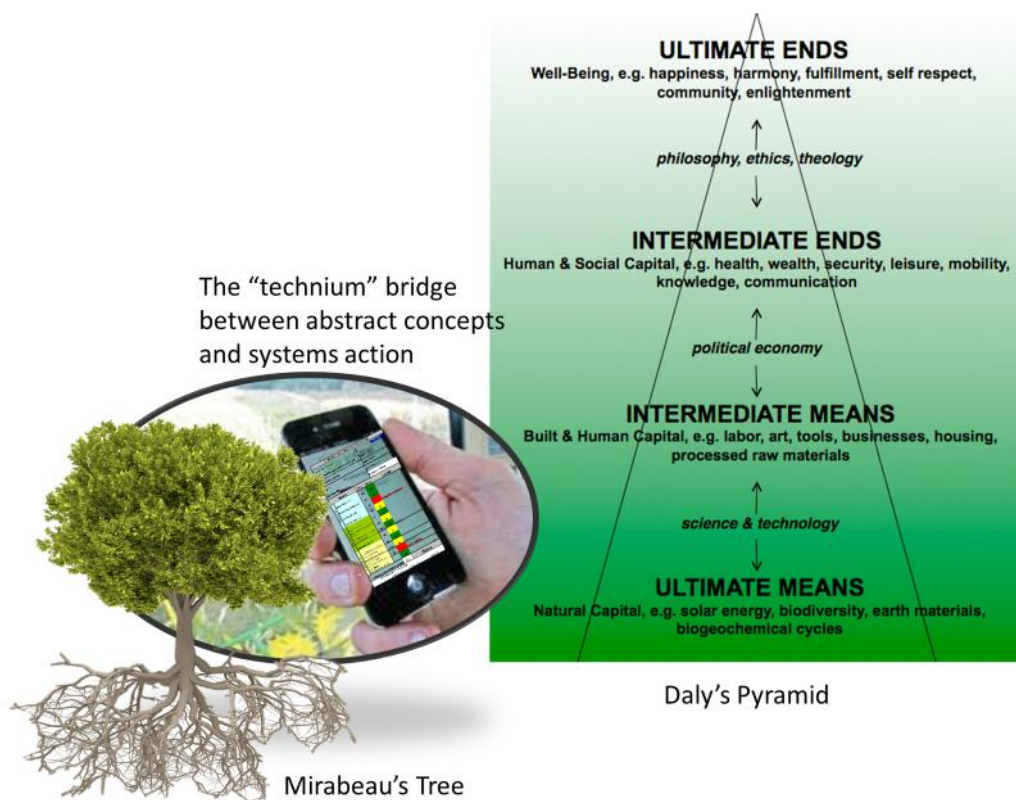 ULTIMATE ENDS
Well-Being, e.g. happiness, harmony, fulfillment, self respect,
community, enlightenment
philosophy, ethics, theology
INTERMEDIATE ENDS
Human & Social Capital, e.g. health, wealth, security, leisure, mobility,
knowledge, communication
political economy
INTERMEDIATE MEANS
Built & Human Capital, e.g. labor, art, tools, businesses, housing,
processed raw materials
science & technology
ULTIMATE MEANS
Natural Capital, e.g. solar energy, biodiversity, earth materials,
biogeochemical cycles
Daly's Pyramid
The “technium” bridge
between abstract concepts
and systems action
Mirabeau's Tree